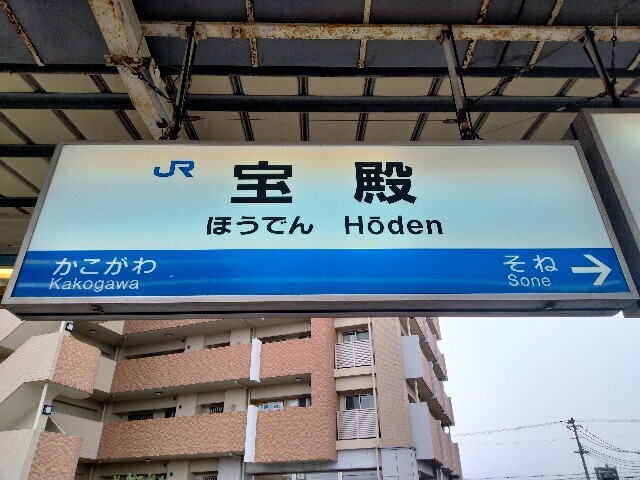 JR 宝殿
ほうでん Hōden
かこがわ そね →
Kakogawa Sone